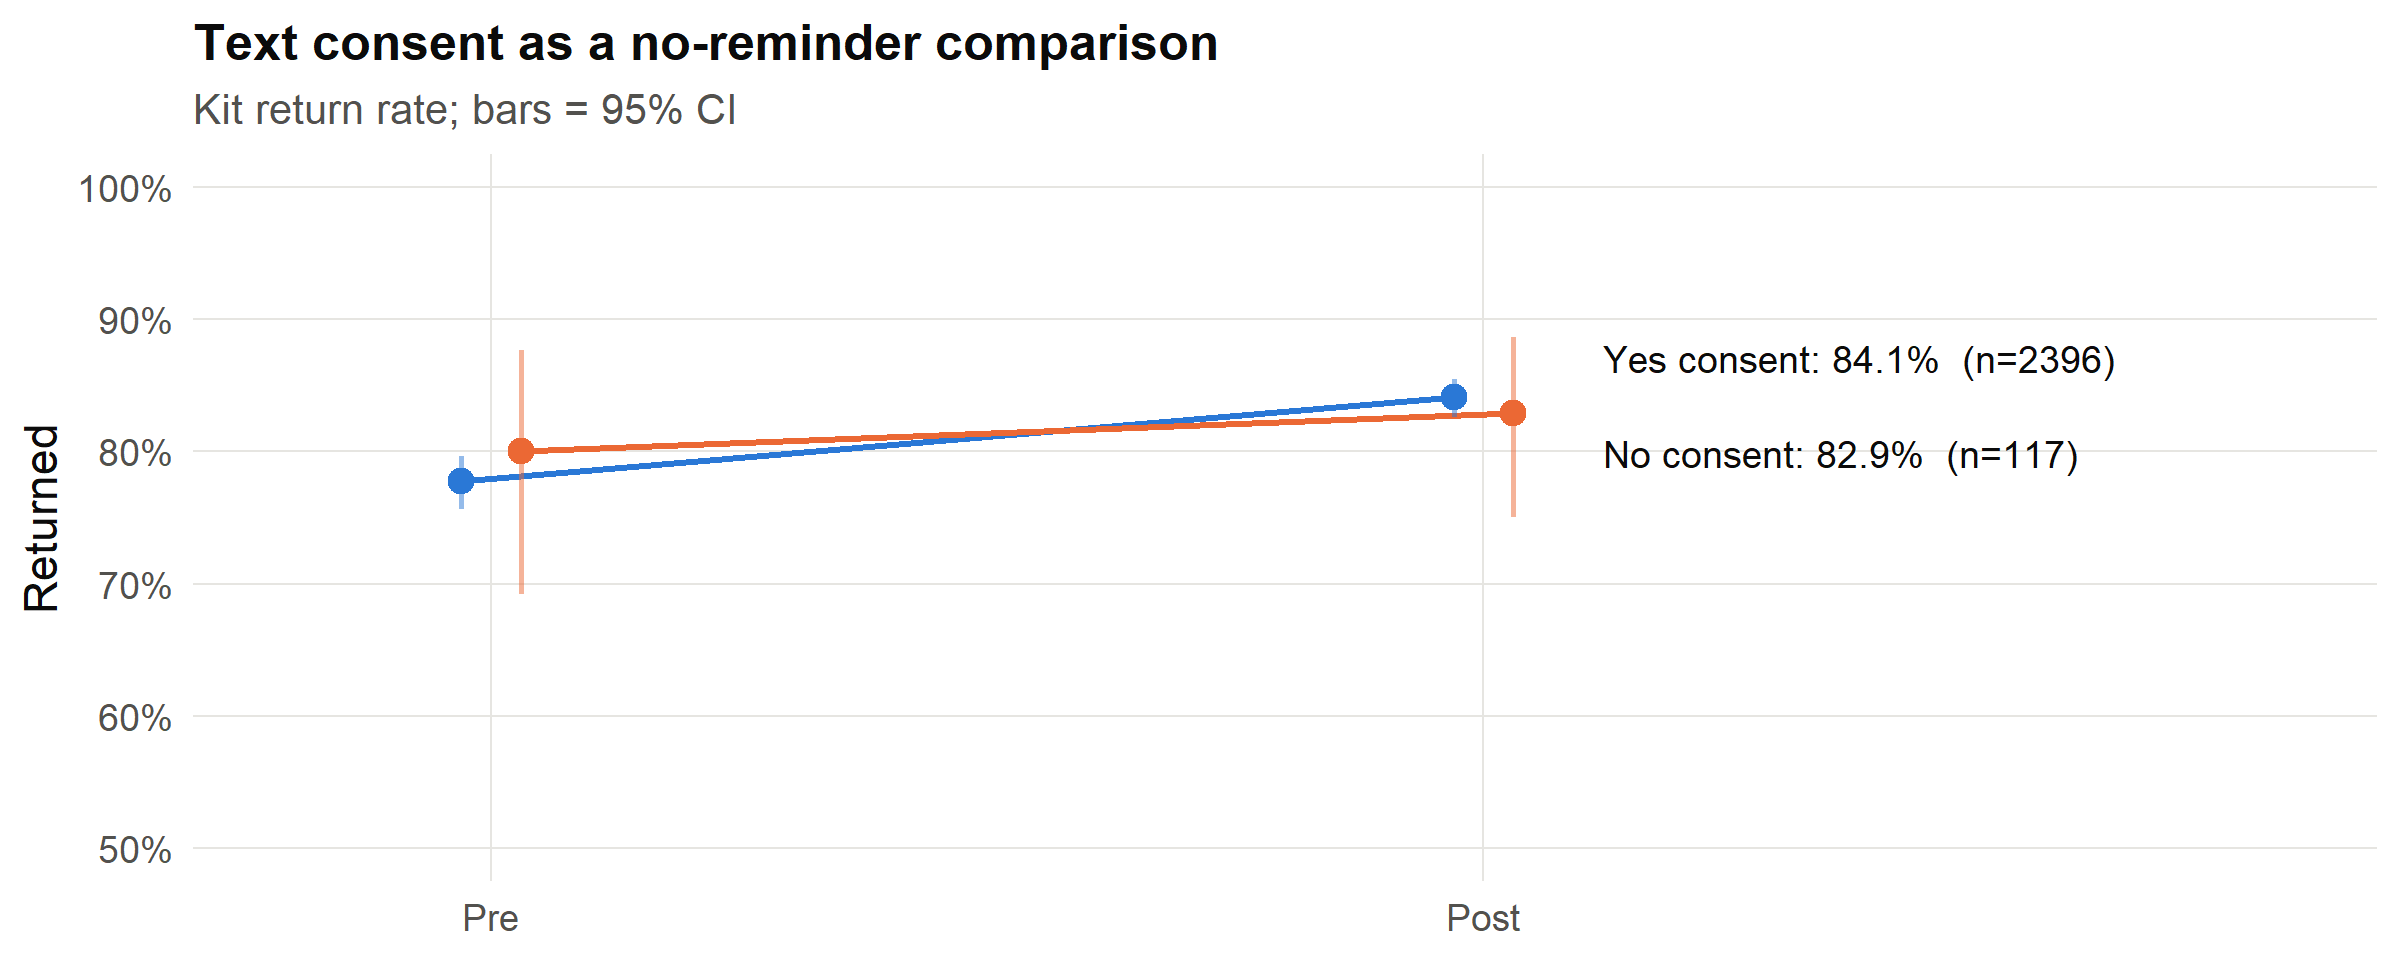 Text consent as a no-reminder comparison
Kit return rate; bars = 95% CI
Returned
100%
90%
80%
70%
60%
50%
Yes consent: 84.1%  (n=2396)
No consent: 82.9%  (n=117)
Pre
Post